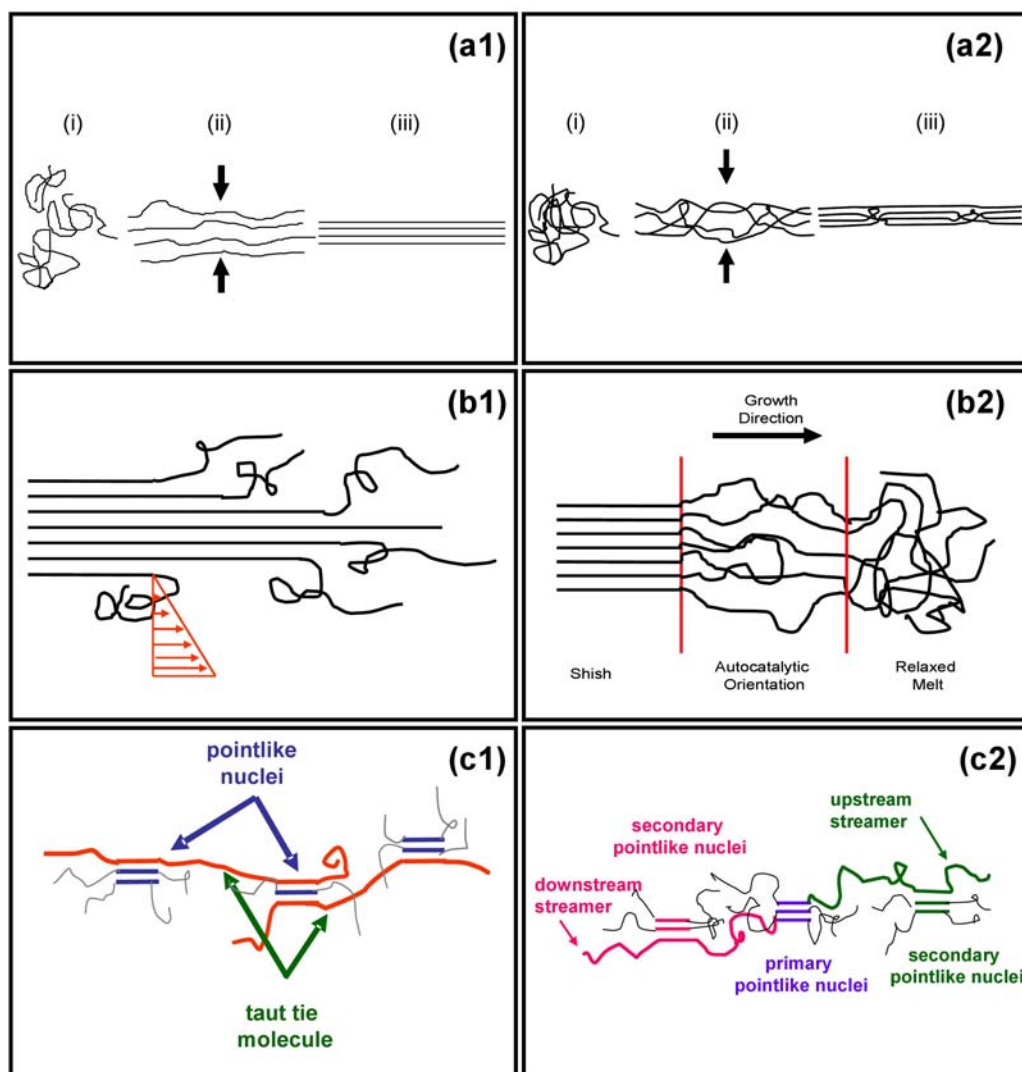 (a1)
(i)
(ii)
(iii)
(a2)
(i)
(ii)
(iii)
(b1)
(b2)
Growth
Direction
Shish
Autocatalytic
Orientation
Relaxed
Melt
(c1)
pointlike
nuclei
taut tie
molecule
(c2)
upstream
streamer
secondary
pointlike nuclei
downstream
streamer
primary
pointlike nuclei
secondary
pointlike nuclei